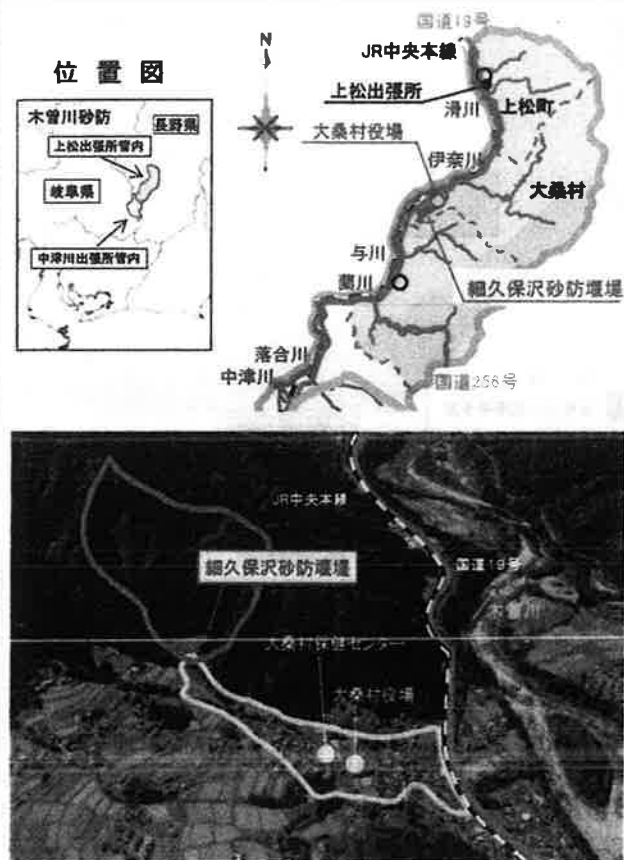 位置図
木曽川砂防
長野県
上松出張所管内
岐阜県
中津川出張所管内
N
国道19号
JR中央本線
上松出張所
滑川
上松町
大桑村役場
伊奈川
大桑村
与川
蘭川
細久保沢砂防堰堤
落合川
中津川
国道256号
JR中央本線
国道19号
細久保沢砂防堰堤
木曽川
大桑村保健センター
大桑村役場